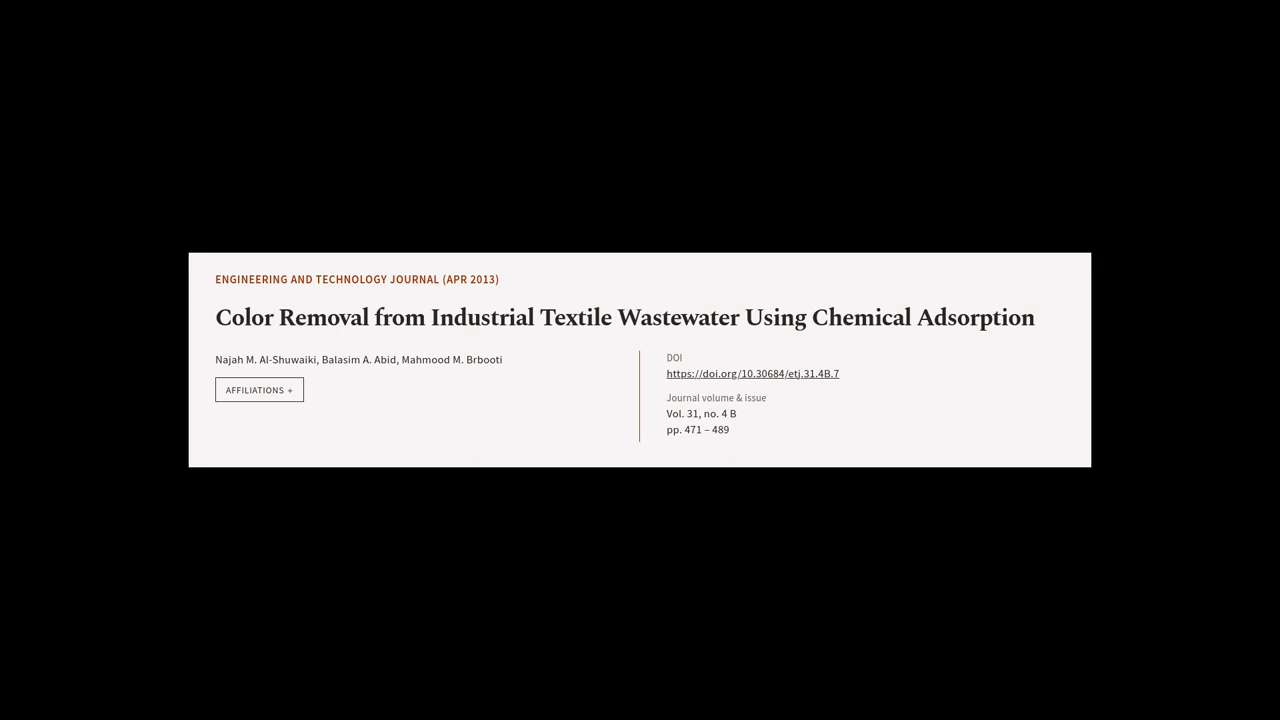 ENGINEERING AND TECHNOLOGY JOURNAL (APR 2013)
Color Removal from Industrial Textile Wastewater Using Chemical Adsorption
Najah M. Al-Shuwaiki, Balasim A. Abid, Mahmood M. Brbooti
AFFILIATIONS +
DOI
https://doi.org/10.30684/etj.31.4B.7
Journal volume & issue
Vol. 31, no. 4 B
pp. 471 – 489